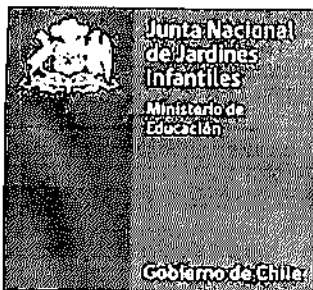 Junta Nacional
de Jardines
Infantiles
Ministerio de
Educación
Gobierno de Chile